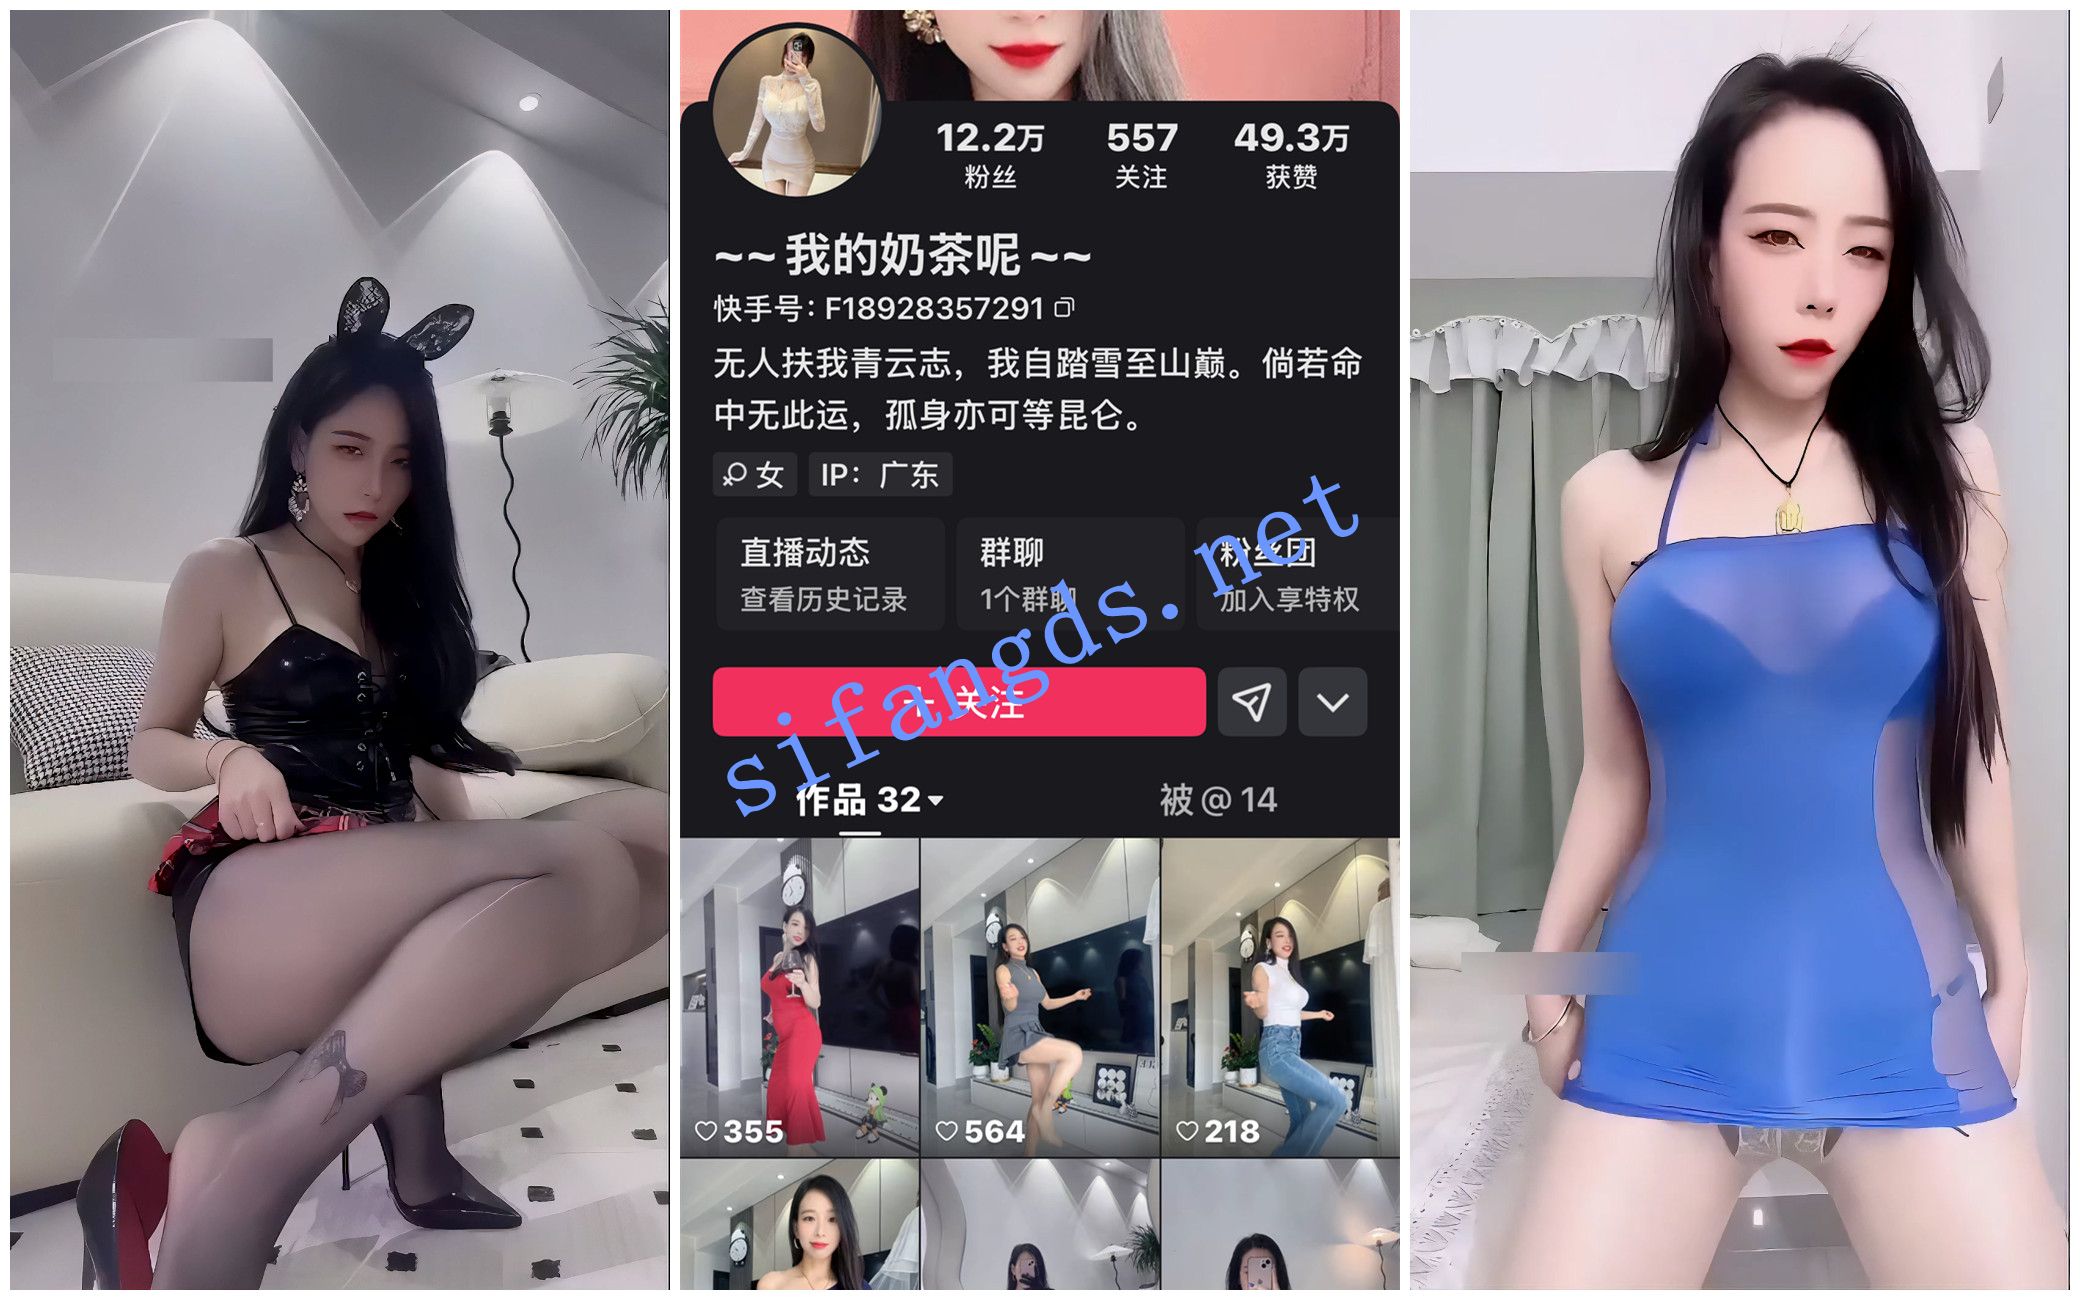 12.2万 557 49.3万
粉丝 关注 获赞
~~我的奶茶呢~~
快手号: F18928357291
无人扶我青云志，我自踏雪至山巅。倘若命
中无此运，孤身亦可等昆仑。
女 IP：广东
直播动态 群聊 粉丝团
查看历史记录 1个群聊 加入享特权
+ 关注
sifangds.net
作品 32 被@ 14
355 564 218